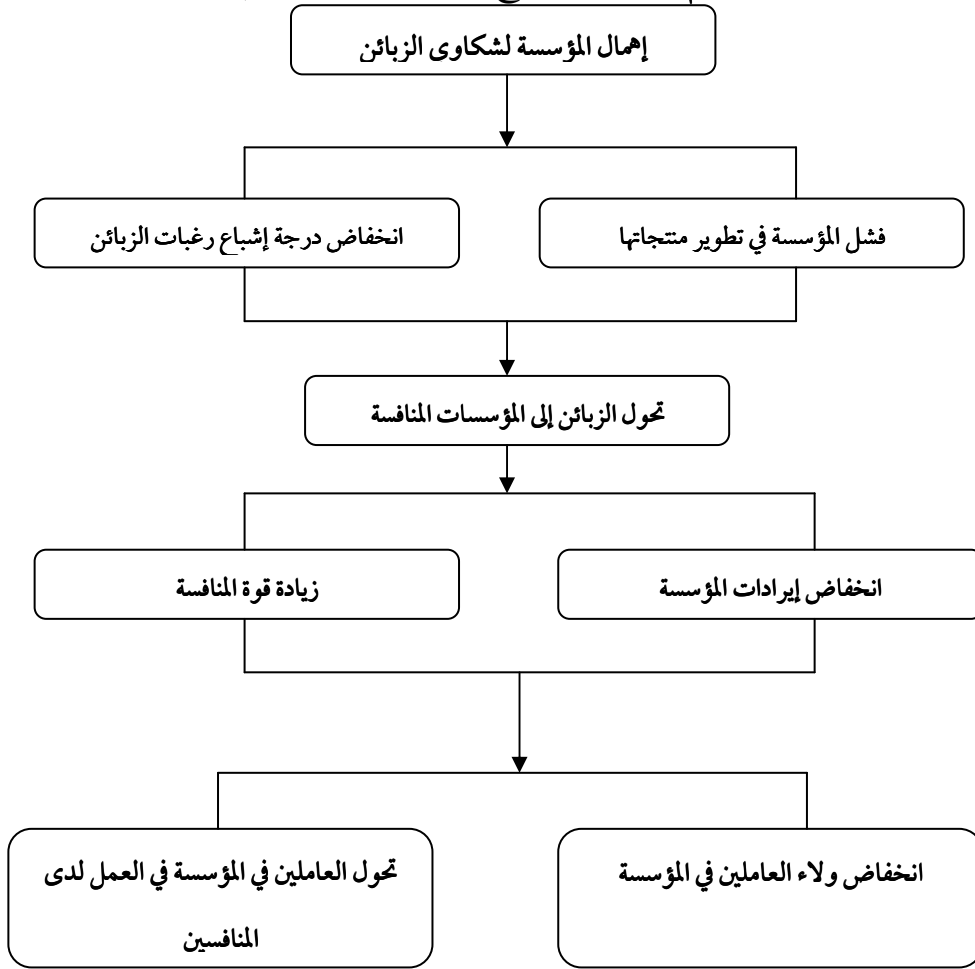 إهمال المؤسسة لشكاوى الزبائن
فشل المؤسسة في تطوير منتجاتها
انخفاض درجة إشباع رغبات الزبائن
تحول الزبائن إلى المؤسسات المنافسة
انخفاض إيرادات المؤسسة
زيادة قوة المنافسة
انخفاض ولاء العاملين في المؤسسة
تحول العاملين في المؤسسة في العمل لدى
المنافسين